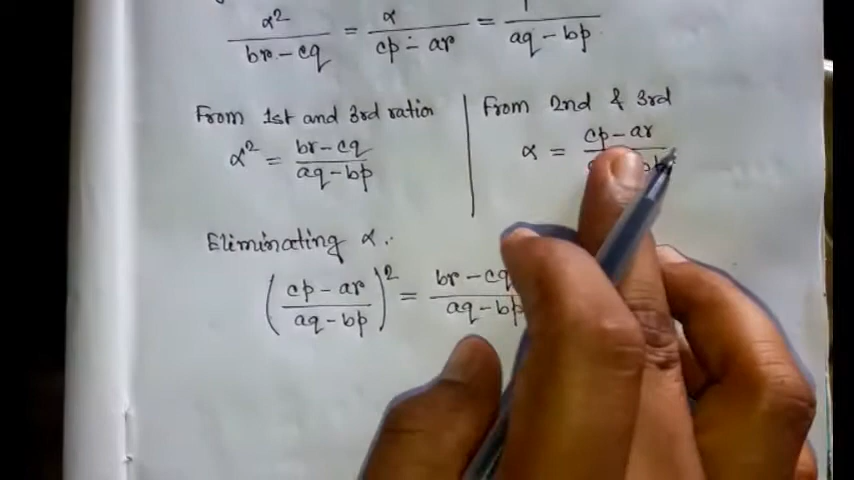 α² / br - cq = α / cp - ar = 1 / aq - bp
From 1st and 3rd ration
α² = br - cq / aq - bp
From 2nd & 3rd
α = cp - ar /
Eliminating α.
(cp - ar / aq - bp)² = br - cq / aq - bp